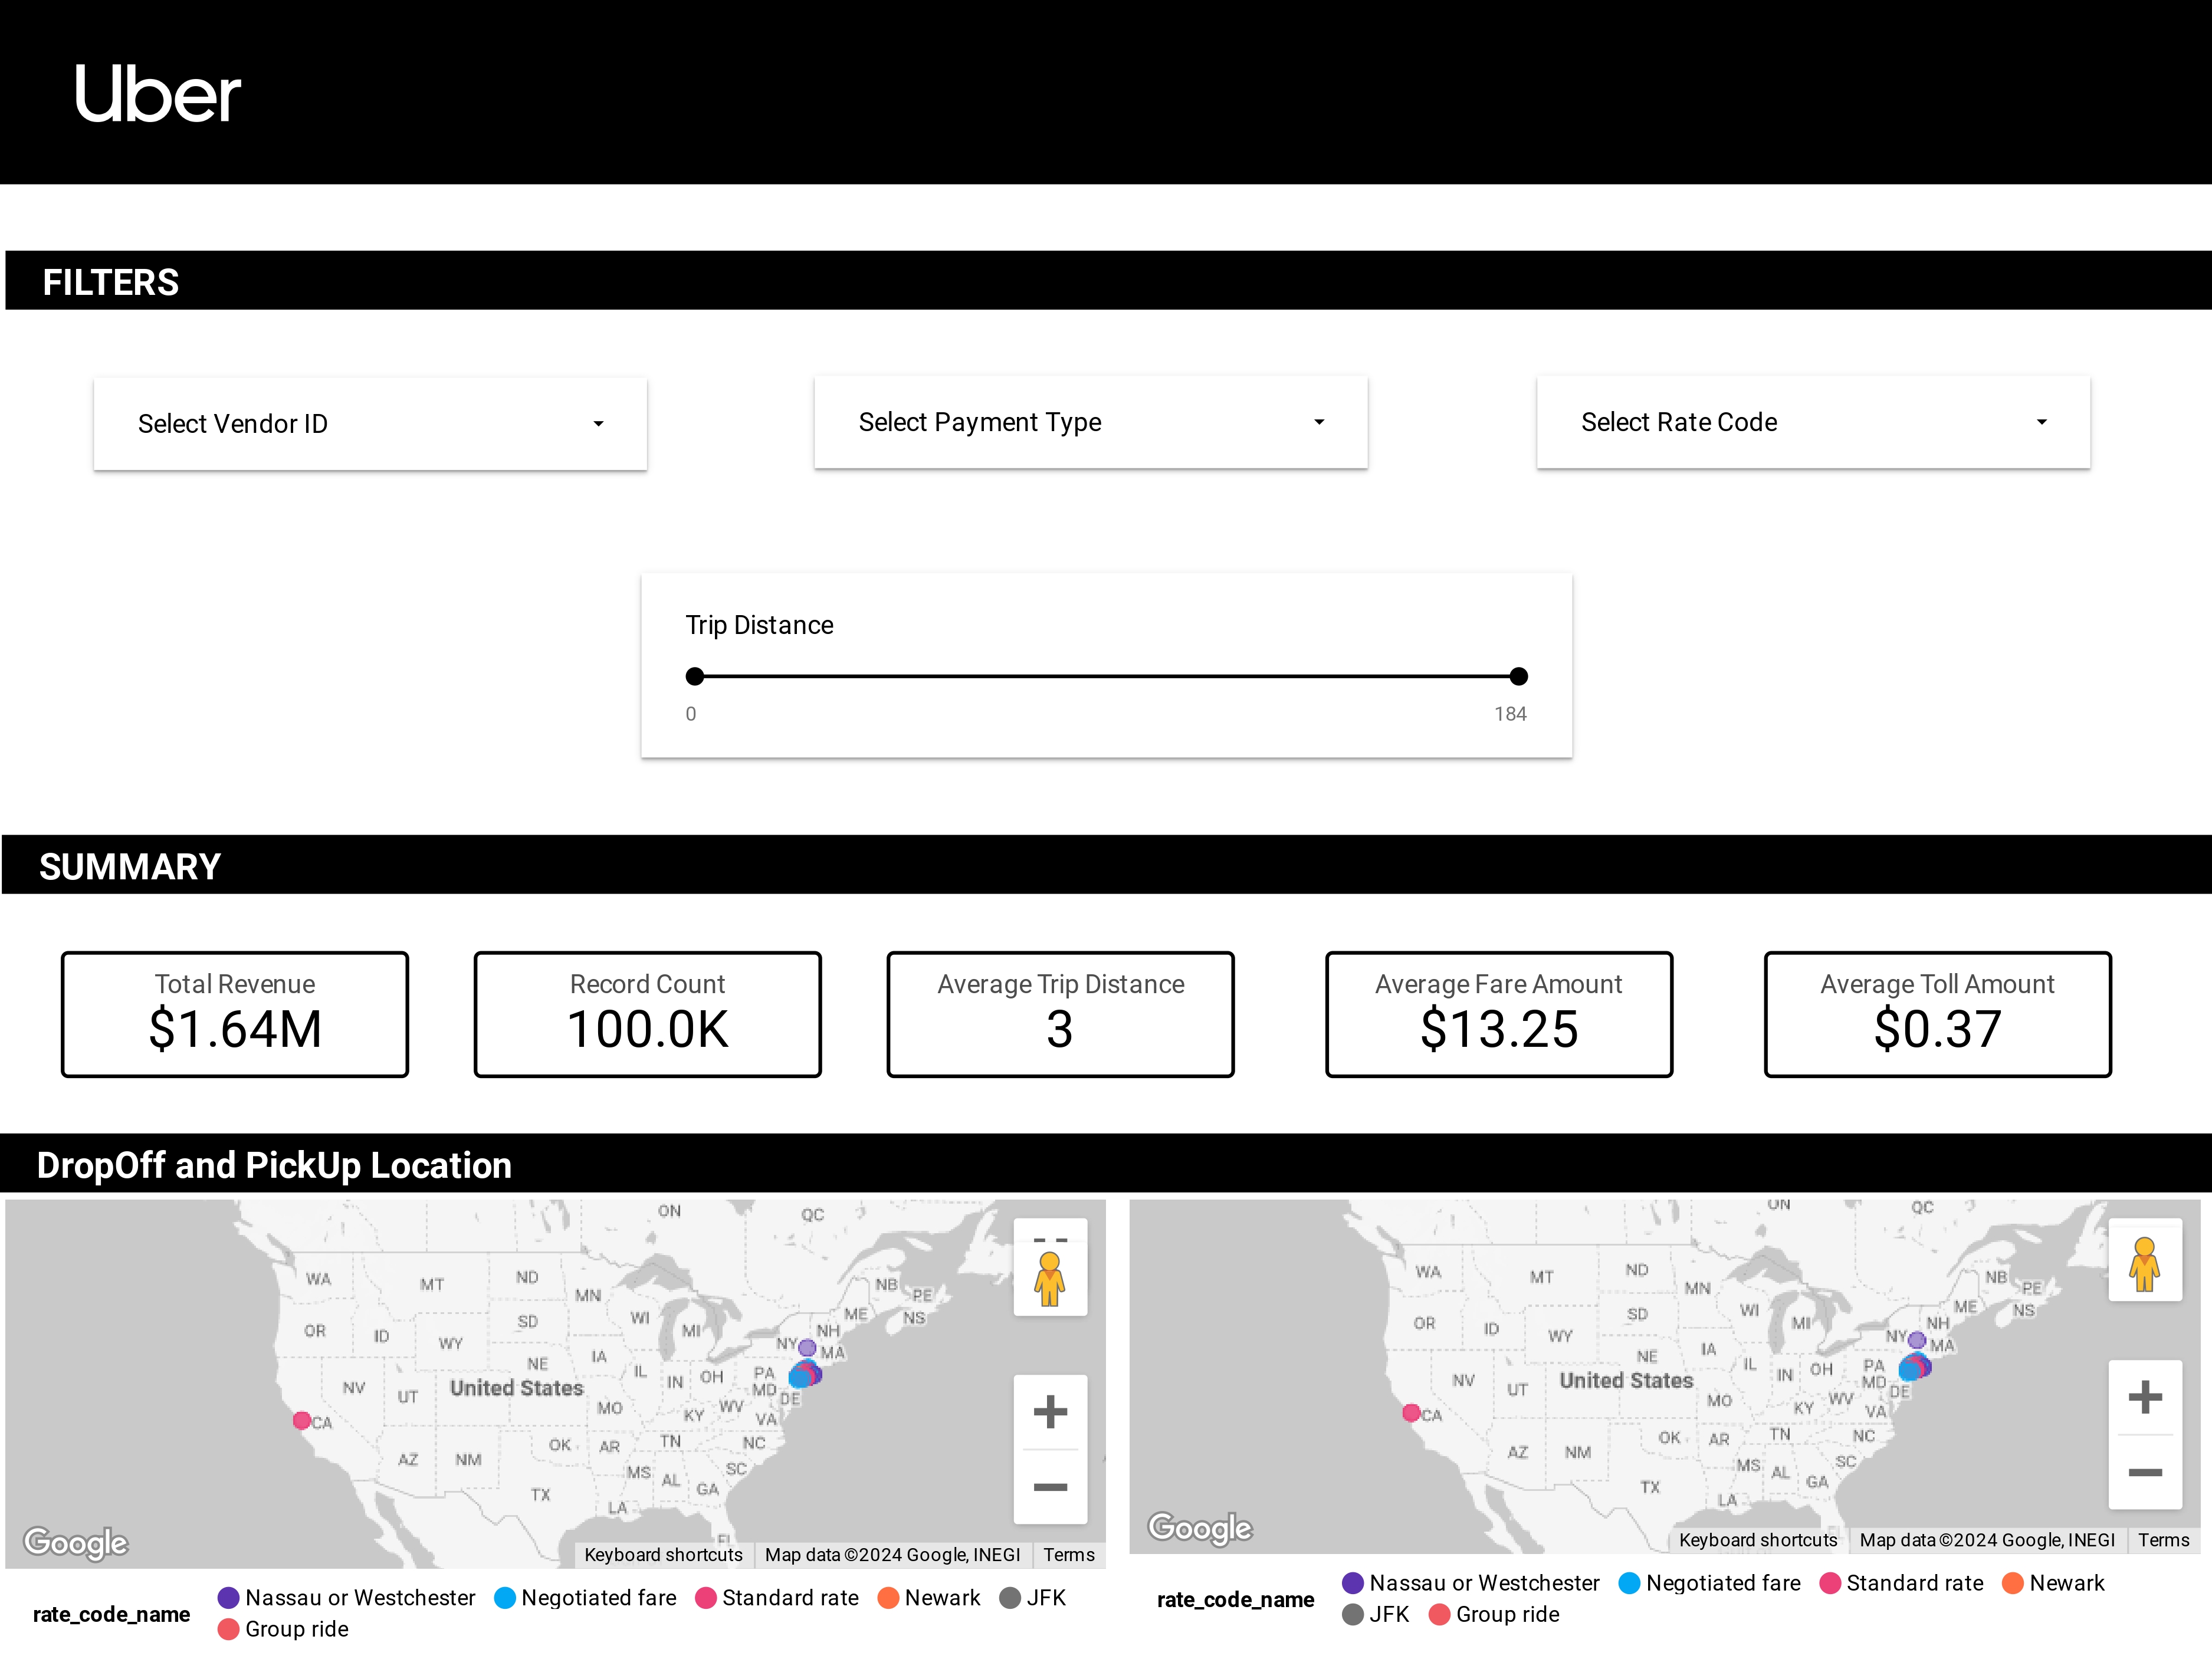 Uber
FILTERS
Select Vendor ID
Select Payment Type
Select Rate Code
Trip Distance
0
184
SUMMARY
Total Revenue
$1.64M
Record Count
100.0K
Average Trip Distance
3
Average Fare Amount
$13.25
Average Toll Amount
$0.37
DropOff and PickUp Location
ON
QC
WA
MT
ND
MN
NB
PE
OR
ID
WY
SD
WI
MI
ME
NS
NY
NH
MA
NV
UT
NE
IA
IL
IN
OH
PA
MD
DE
United States
MO
KY
WV
VA
CA
AZ
NM
OK
AR
TN
NC
TX
MS
AL
GA
SC
LA
FL
Google
Keyboard shortcuts
Map data ©2024 Google, INEGI
Terms
rate_code_name
Nassau or Westchester Negotiated fare Standard rate Newark JFK
Group ride
ON
QC
WA
MT
ND
MN
NB
PE
OR
ID
WY
SD
WI
MI
ME
NS
NY
NH
MA
NV
UT
NE
IA
IL
IN
OH
PA
MD
DE
United States
MO
KY
WV
VA
CA
AZ
NM
OK
AR
TN
NC
TX
MS
AL
GA
SC
LA
Google
Keyboard shortcuts
Map data ©2024 Google, INEGI
Terms
rate_code_name
Nassau or Westchester Negotiated fare Standard rate Newark
JFK Group ride